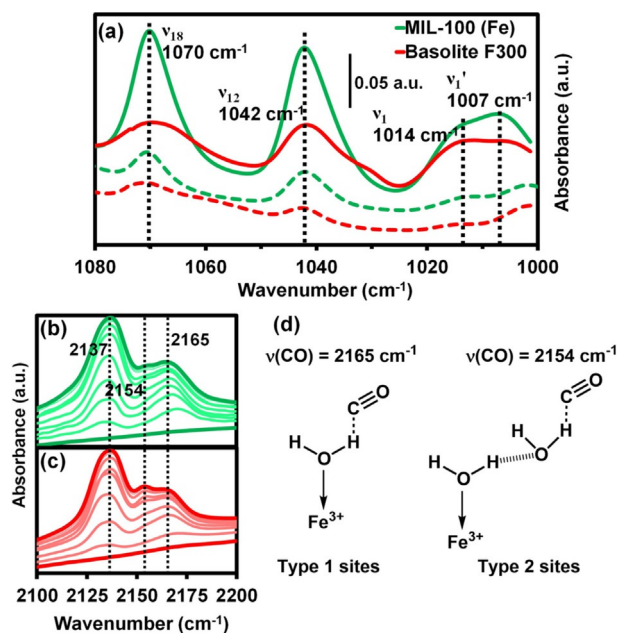 (a)
ν18
1070 cm-1
MIL-100 (Fe)
Basolite F300
0.05 a.u.
ν12
1042 cm-1
ν1
1014 cm-1
ν1'
1007 cm-1
Absorbance (a.u.)
1080 1060 1040 1020 1000
Wavenumber (cm-1)
(b)
2137
2154
2165
(c)
Absorbance (a.u.)
2100 2125 2150 2175 2200
Wavenumber (cm-1)
(d)
ν(CO) = 2165 cm-1
C≡O
H H
O
Fe3+
Type 1 sites
ν(CO) = 2154 cm-1
C≡O
H H
O
H H
O
Fe3+
Type 2 sites